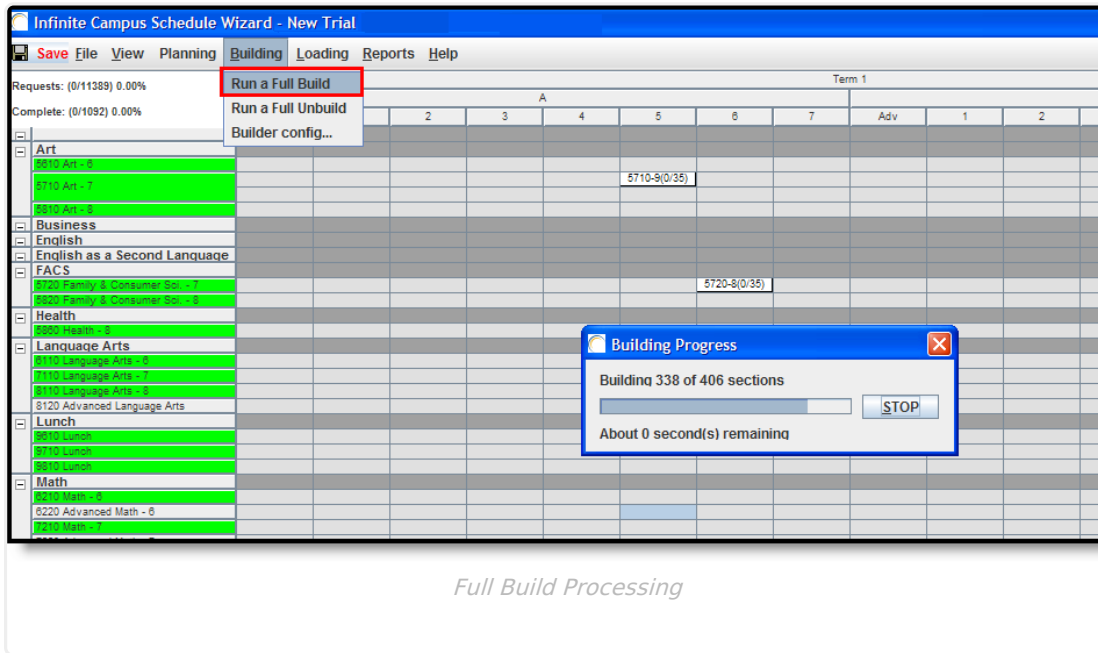 Infinite Campus Schedule Wizard - New Trial
Save File View Planning Building Loading Reports Help
Requests: (0/11389) 0.00%
Complete: (0/1092) 0.00%
Run a Full Build
Run a Full Unbuild
Builder config...
Term 1
A
2 3 4 5 6 7 Adv 1 2
Art
5610 Art - 6
5710 Art - 7
5710-9(0/35)
5810 Art - 8
Business
English
English as a Second Language
FACS
5720 Family & Consumer Sci. - 7
5720-8(0/35)
5820 Family & Consumer Sci. - 8
Health
5860 Health - 8
Language Arts
6110 Language Arts - 6
7110 Language Arts - 7
8110 Language Arts - 8
8120 Advanced Language Arts
Lunch
9610 Lunch
9710 Lunch
9810 Lunch
Math
6210 Math - 6
6220 Advanced Math - 6
7210 Math - 7
Building Progress
Building 338 of 406 sections
STOP
About 0 second(s) remaining
Full Build Processing